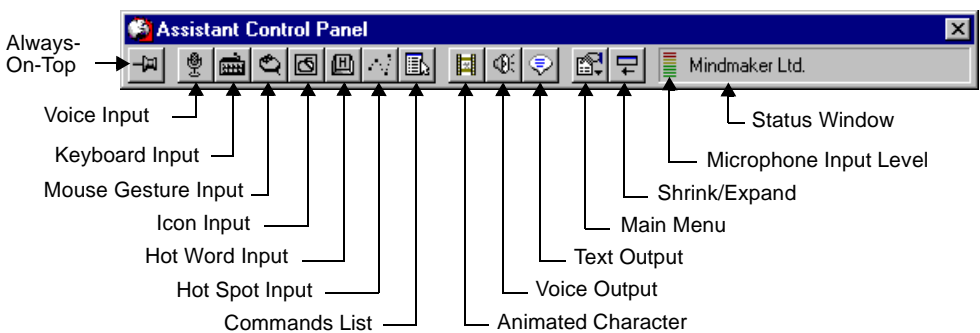 Assistant Control Panel
Always-
On-Top
H
Mindmaker Ltd.
Voice Input
Status Window
Keyboard Input
Microphone Input Level
Mouse Gesture Input
Shrink/Expand
Icon Input
Main Menu
Hot Word Input
Text Output
Hot Spot Input
Voice Output
Commands List
Animated Character